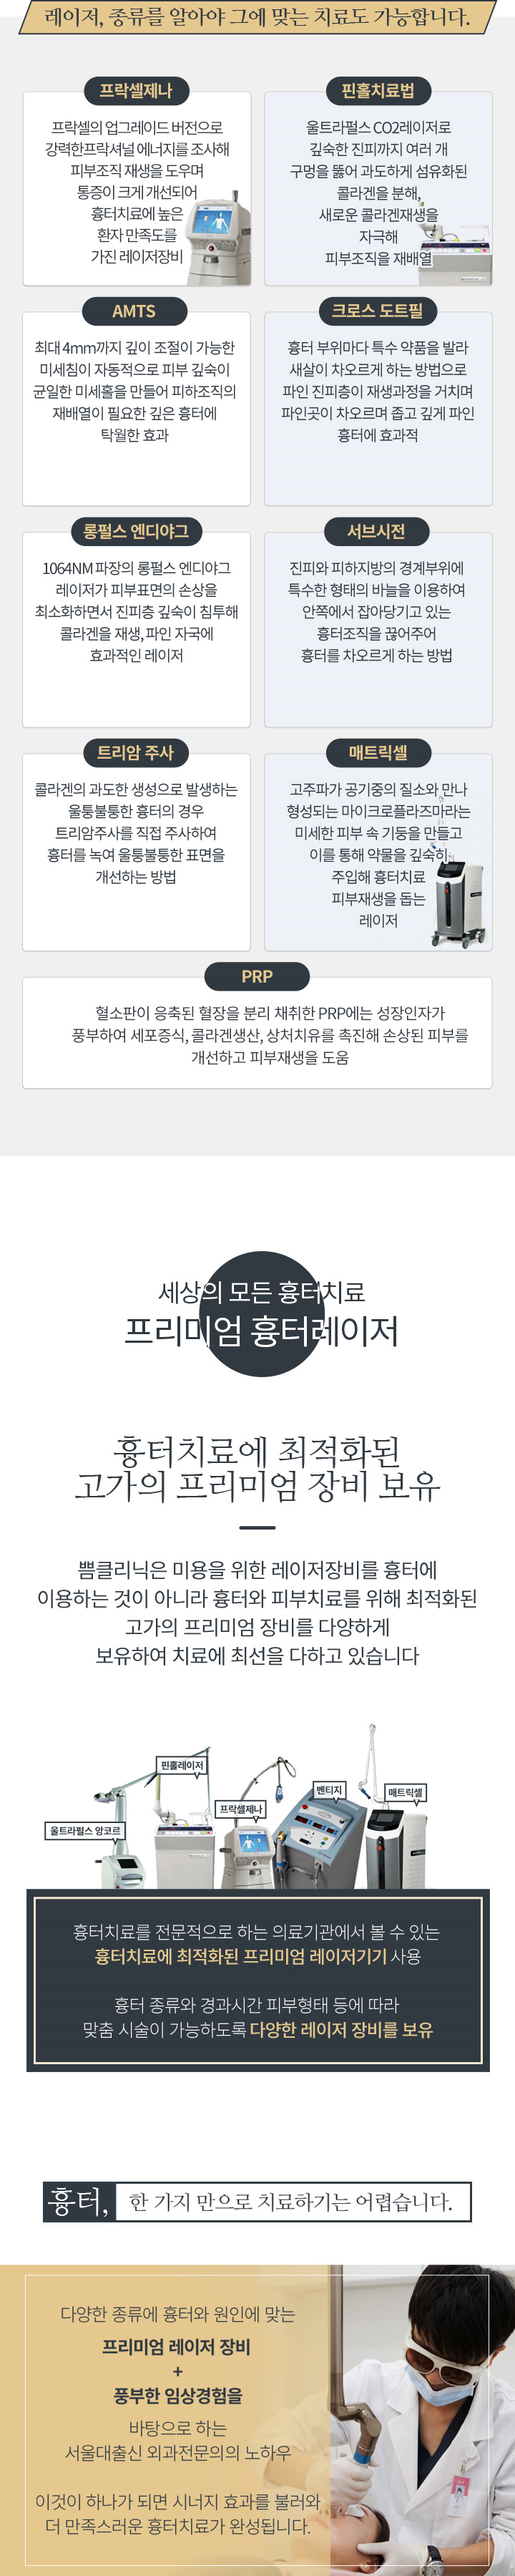 레이저, 종류를 알아야 그에 맞는 치료도 가능합니다.
프락셀제나
프락셀의 업그레이드 버전으로
강력한프락셔널 에너지를 조사해
피부조직 재생을 도우며
통증이 크게 개선되어
흉터치료에 높은
환자 만족도를
가진 레이저장비
핀홀치료법
울트라펄스 CO2레이저로
깊숙한 진피까지 여러 개
구멍을 뚫어 과도하게 섬유화된
콜라겐을 분해,
새로운 콜라겐재생을
자극해
피부조직을 재배열
AMTS
최대 4mm까지 깊이 조절이 가능한
미세침이 자동적으로 피부 깊숙이
균일한 미세홀을 만들어 피하조직의
재배열이 필요한 깊은 흉터에
탁월한 효과
크로스 도트필
흉터 부위마다 특수 약품을 발라
새살이 차오르게 하는 방법으로
파인 진피층이 재생과정을 거치며
파인곳이 차오르며 좁고 깊게 파인
흉터에 효과적
롱펄스 엔디야그
1064NM 파장의 롱펄스 엔디야그
레이저가 피부표면의 손상을
최소화하면서 진피층 깊숙이 침투해
콜라겐을 재생, 파인 자국에
효과적인 레이저
서브시전
진피와 피하지방의 경계부위에
특수한 형태의 바늘을 이용하여
안쪽에서 잡아당기고 있는
흉터조직을 끊어주어
흉터를 차오르게 하는 방법
트리암 주사
콜라겐의 과도한 생성으로 발생하는
울퉁불퉁한 흉터의 경우
트리암주사를 직접 주사하여
흉터를 녹여 울퉁불퉁한 표면을
개선하는 방법
매트릭셀
고주파가 공기중의 질소와 만나
형성되는 마이크로플라즈마라는
미세한 피부 속 기둥을 만들고
이를 통해 약물을 깊숙히
주입해 흉터치료
피부재생을 돕는
레이저
PRP
혈소판이 응축된 혈장을 분리 채취한 PRP에는 성장인자가
풍부하여 세포증식, 콜라겐생산, 상처치유를 촉진해 손상된 피부를
개선하고 피부재생을 도움
세상의 모든 흉터치료
프리미엄 흉터레이저
흉터치료에 최적화된
고가의 프리미엄 장비 보유
쁨클리닉은 미용을 위한 레이저장비를 흉터에
이용하는 것이 아니라 흉터와 피부치료를 위해 최적화된
고가의 프리미엄 장비를 다양하게
보유하여 치료에 최선을 다하고 있습니다
핀홀레이저
벤티지
매트릭셀
프락셀제나
울트라펄스 앙코르
흉터치료를 전문적으로 하는 의료기관에서 볼 수 있는
흉터치료에 최적화된 프리미엄 레이저기기 사용
흉터 종류와 경과시간 피부형태 등에 따라
맞춤 시술이 가능하도록 다양한 레이저 장비를 보유
흉터, 한 가지 만으로 치료하기는 어렵습니다.
다양한 종류에 흉터와 원인에 맞는
프리미엄 레이저 장비
+
풍부한 임상경험을
바탕으로 하는
서울대출신 외과전문의의 노하우
이것이 하나가 되면 시너지 효과를 불러와
더 만족스러운 흉터치료가 완성됩니다.